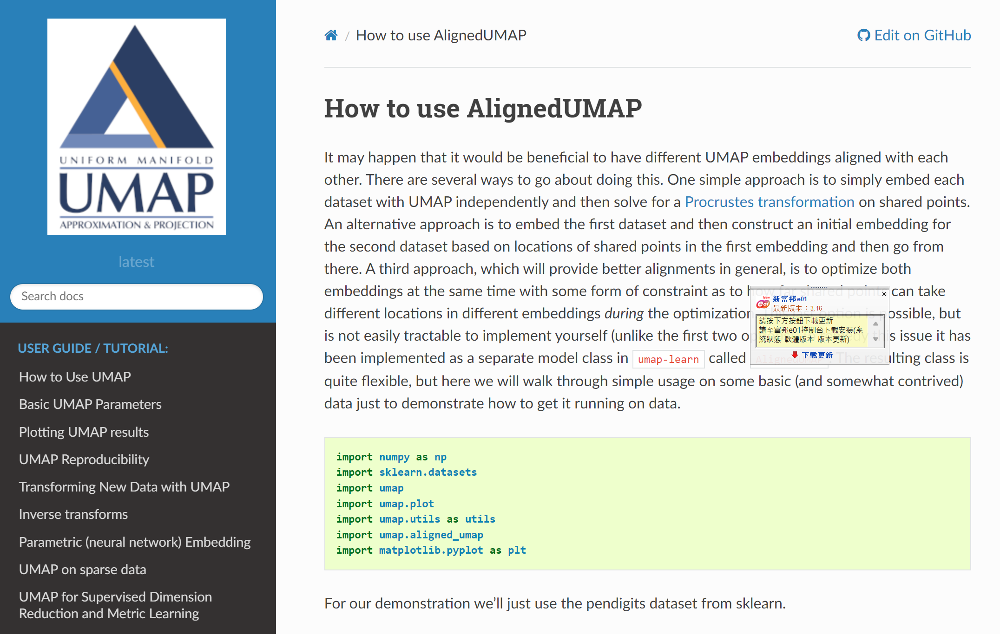 UNIFORM MANIFOLD
UMAP
APPROXIMATION & PROJECTION
latest
Search docs
USER GUIDE / TUTORIAL:
How to Use UMAP
Basic UMAP Parameters
Plotting UMAP results
UMAP Reproducibility
Transforming New Data with UMAP
Inverse transforms
Parametric (neural network) Embedding
UMAP on sparse data
UMAP for Supervised Dimension
Reduction and Metric Learning
/ How to use AlignedUMAP
Edit on GitHub
How to use AlignedUMAP
It may happen that it would be beneficial to have different UMAP embeddings aligned with each
other. There are several ways to go about doing this. One simple approach is to simply embed each
dataset with UMAP independently and then solve for a Procrustes transformation on shared points.
An alternative approach is to embed the first dataset and then construct an initial embedding for
the second dataset based on locations of shared points in the first embedding and then go from
there. A third approach, which will provide better alignments in general, is to optimize both
embeddings at the same time with some form of constraint as to how far shared points can take
different locations in different embeddings during the optimization. This last option is possible, but
is not easily tractable to implement yourself (unlike the first two this issue it has
been implemented as a separate model class in umap-learn called AlignedUMAP. The resulting class is
quite flexible, but here we will walk through simple usage on some basic (and somewhat contrived)
data just to demonstrate how to get it running on data.
New
e01
新富邦e01
x
最新版本：3.16
請按下方按鈕下載更新
請至富邦e01控制台下載安裝(系
統狀態-軟體版本-版本更新)
下載更新
import numpy as np
import sklearn.datasets
import umap
import umap.plot
import umap.utils as utils
import umap.aligned_umap
import matplotlib.pyplot as plt
For our demonstration we’ll just use the pendigits dataset from sklearn.